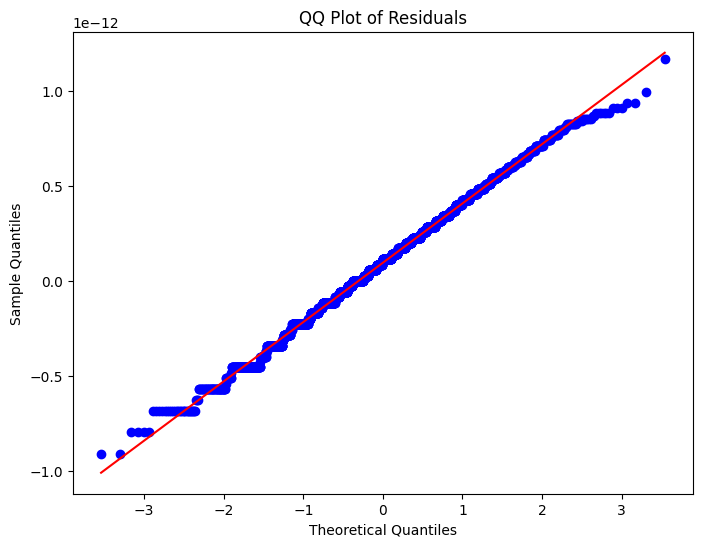 QQ Plot of Residuals
1e−12
1.0
0.5
0.0
−0.5
−1.0
Sample Quantiles
−3 −2 −1 0 1 2 3
Theoretical Quantiles